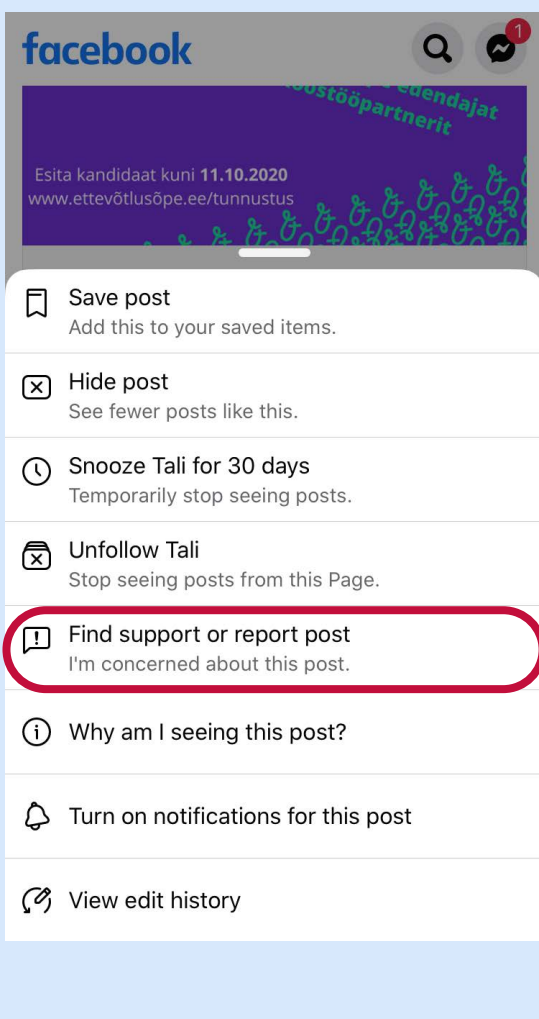 facebook
1
edendajat
partnerit
Esita kandidaat kuni 11.10.2020
www.ettevõtlusõpe.ee/tunnustus
Save post
Add this to your saved items.
Hide post
See fewer posts like this.
Snooze Tali for 30 days
Temporarily stop seeing posts.
Unfollow Tali
Stop seeing posts from this Page.
Find support or report post
I'm concerned about this post.
Why am I seeing this post?
Turn on notifications for this post
View edit history